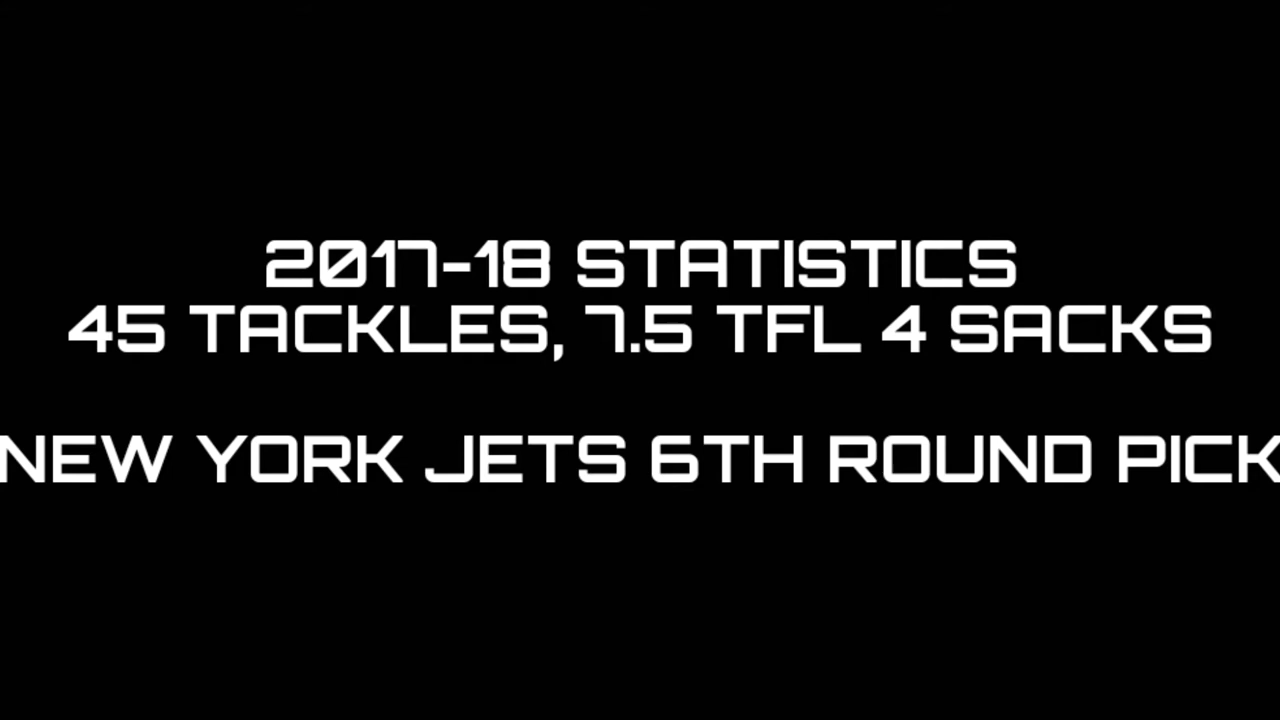 2017-18 STATISTICS
45 TACKLES, 7.5 TFL 4 SACKS
NEW YORK JETS 6TH ROUND PICK